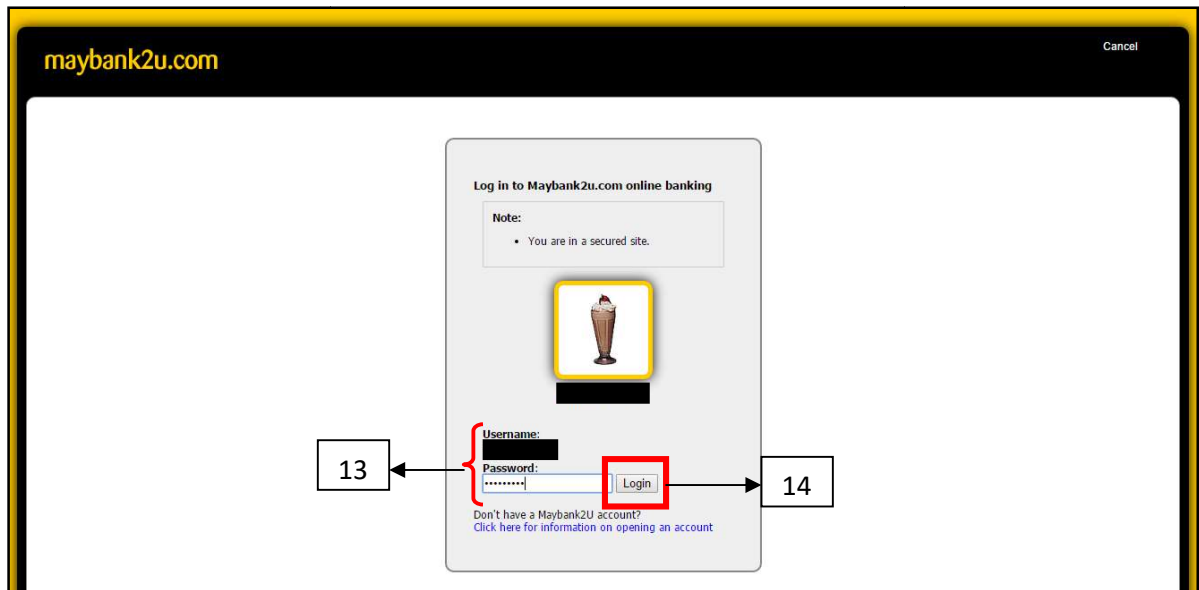 maybank2u.com
Cancel
Log in to Maybank2u.com online banking
Note:
• You are in a secured site.
Username:
13
Password:
••••••••• Login
14
Don't have a Maybank2U account?
Click here for information on opening an account